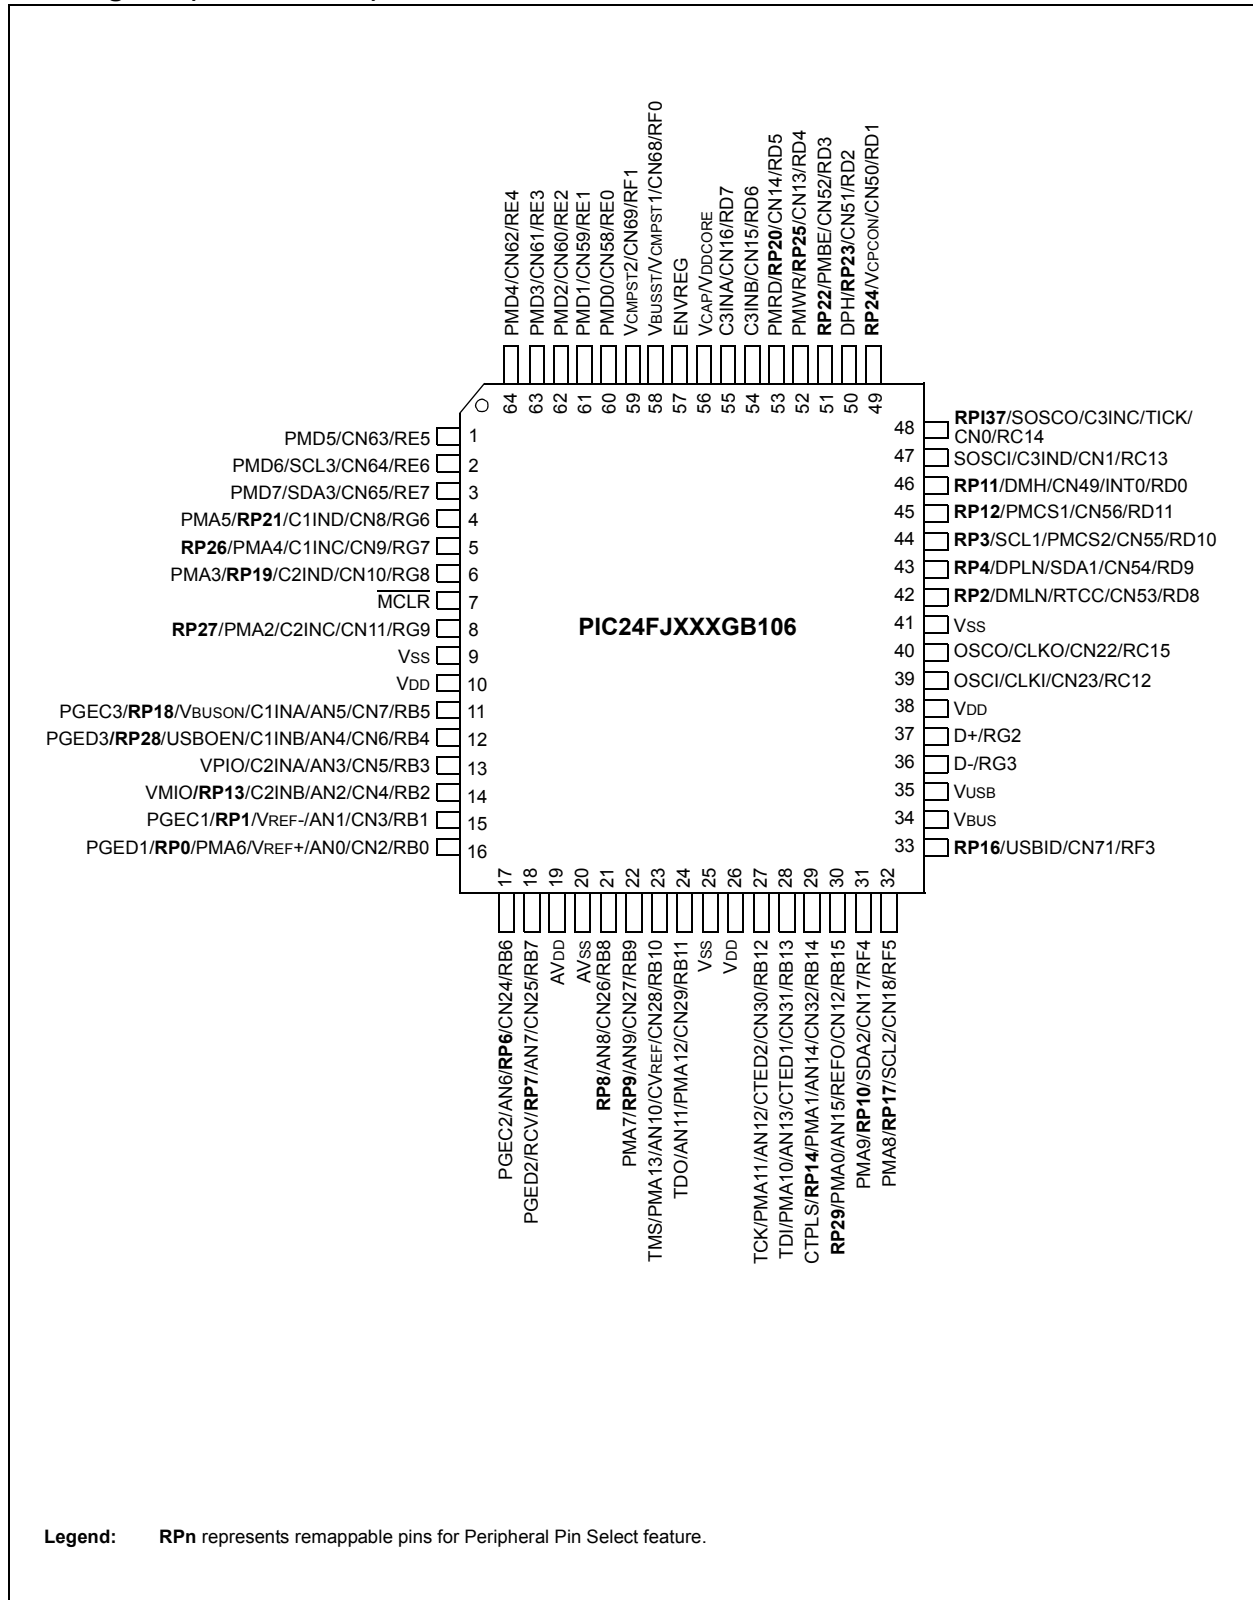 PMD4/CN62/RE4
PMD3/CN61/RE3
PMD2/CN60/RE2
PMD1/CN59/RE1
PMD0/CN58/RE0
VCMPST2/CN69/RF1
VBUSST/VCMPST1/CN68/RF0
ENVREG
VCAP/VDDCORE
C3INA/CN16/RD7
C3INB/CN15/RD6
PMRD/RP20/CN14/RD5
PMWR/RP25/CN13/RD4
RP22/PMBE/CN52/RD3
DPH/RP23/CN51/RD2
RP24/VCPCON/CN50/RD1
64 63 62 61 60 59 58 57 56 55 54 53 52 51 50 49
PMD5/CN63/RE5 1
PMD6/SCL3/CN64/RE6 2
PMD7/SDA3/CN65/RE7 3
PMA5/RP21/C1IND/CN8/RG6 4
RP26/PMA4/C1INC/CN9/RG7 5
PMA3/RP19/C2IND/CN10/RG8 6
MCLR 7
RP27/PMA2/C2INC/CN11/RG9 8
VSS 9
VDD 10
PGEC3/RP18/VBUSON/C1INA/AN5/CN7/RB5 11
PGED3/RP28/USBOEN/C1INB/AN4/CN6/RB4 12
VPIO/C2INA/AN3/CN5/RB3 13
VMIO/RP13/C2INB/AN2/CN4/RB2 14
PGEC1/RP1/VREF-/AN1/CN3/RB1 15
PGED1/RP0/PMA6/VREF+/AN0/CN2/RB0 16
PIC24FJXXXGB106
48 RPI37/SOSCO/C3INC/TICK/
CN0/RC14
47 SOSCI/C3IND/CN1/RC13
46 RP11/DMH/CN49/INT0/RD0
45 RP12/PMCS1/CN56/RD11
44 RP3/SCL1/PMCS2/CN55/RD10
43 RP4/DPLN/SDA1/CN54/RD9
42 RP2/DMLN/RTCC/CN53/RD8
41 VSS
40 OSCO/CLKO/CN22/RC15
39 OSCI/CLKI/CN23/RC12
38 VDD
37 D+/RG2
36 D-/RG3
35 VUSB
34 VBUS
33 RP16/USBID/CN71/RF3
17 18 19 20 21 22 23 24 25 26 27 28 29 30 31 32
PGEC2/AN6/RP6/CN24/RB6
PGED2/RCV/RP7/AN7/CN25/RB7
AVDD
AVSS
RP8/AN8/CN26/RB8
PMA7/RP9/AN9/CN27/RB9
TMS/PMA13/AN10/CVREF/CN28/RB10
TDO/AN11/PMA12/CN29/RB11
VSS
VDD
TCK/PMA11/AN12/CTED2/CN30/RB12
TDI/PMA10/AN13/CTED1/CN31/RB13
CTPLS/RP14/PMA1/AN14/CN32/RB14
RP29/PMA0/AN15/REFO/CN12/RB15
PMA9/RP10/SDA2/CN17/RF4
PMA8/RP17/SCL2/CN18/RF5
Legend: RPn represents remappable pins for Peripheral Pin Select feature.